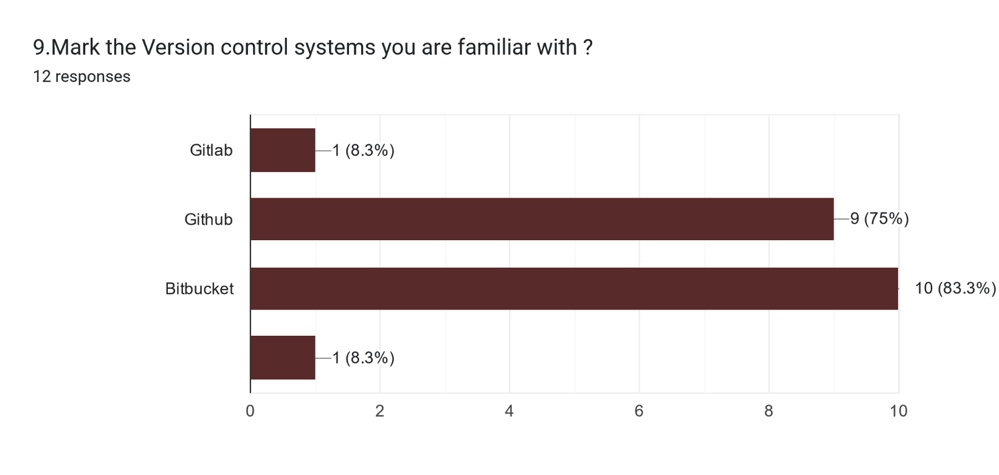 9.Mark the Version control systems you are familiar with ?
12 responses
Gitlab
1 (8.3%)
Github
9 (75%)
Bitbucket
10 (83.3%)
1 (8.3%)
0 2 4 6 8 10